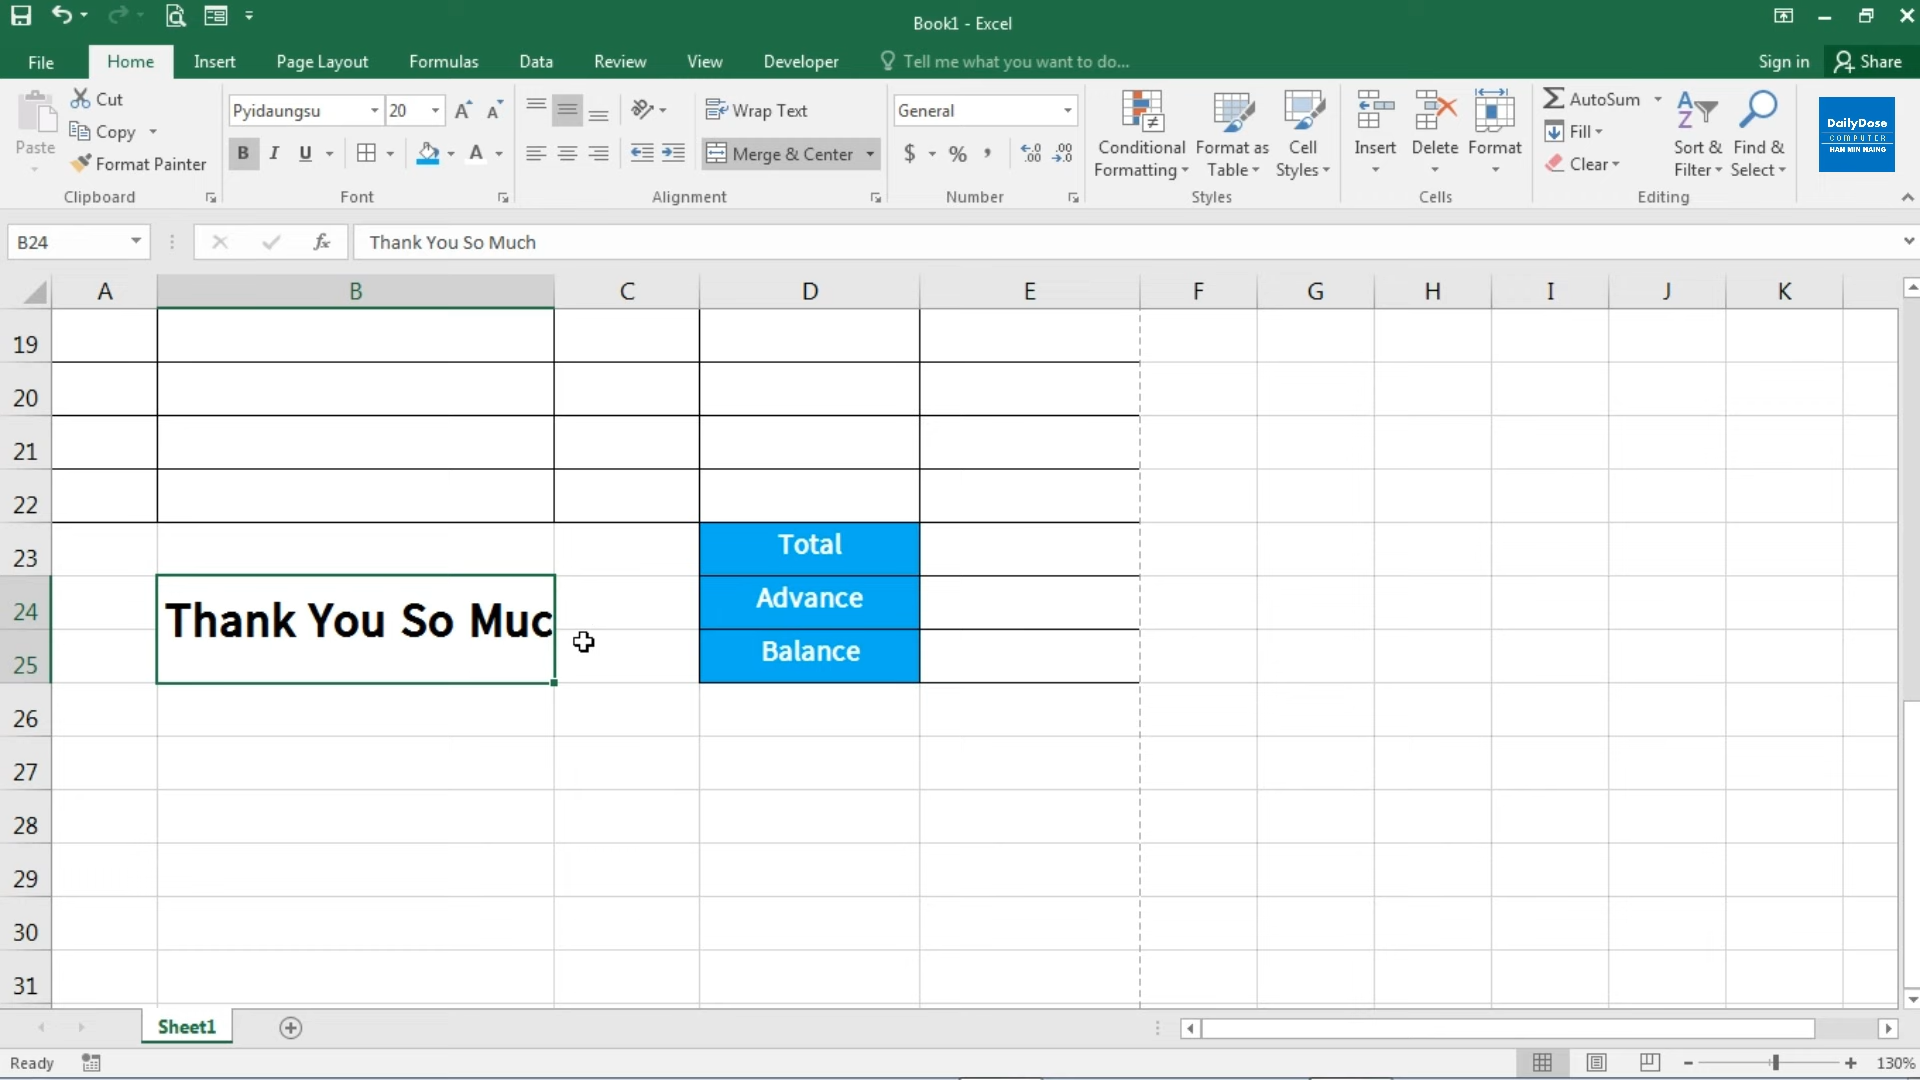 Book1 - Excel
File Home Insert Page Layout Formulas Data Review View Developer Tell me what you want to do... Sign in Share
Paste
Cut
Copy
Format Painter
Clipboard
Pyidaungsu 20
B I U
Font
Wrap Text
Merge & Center
Alignment
General
$ % ,
Number
Conditional Formatting
Format as Table
Cell Styles
Styles
Insert
Delete
Format
Cells
AutoSum
Fill
Clear
Sort & Filter
Find & Select
Editing
DailyDose
COMPUTER
HAN MIN MAING
B24 fx Thank You So Much
A B C D E F G H I J K
19
20
21
22
23 Total
24 Advance
Thank You So Muc
25 Balance
26
27
28
29
30
31
Sheet1
Ready 130%